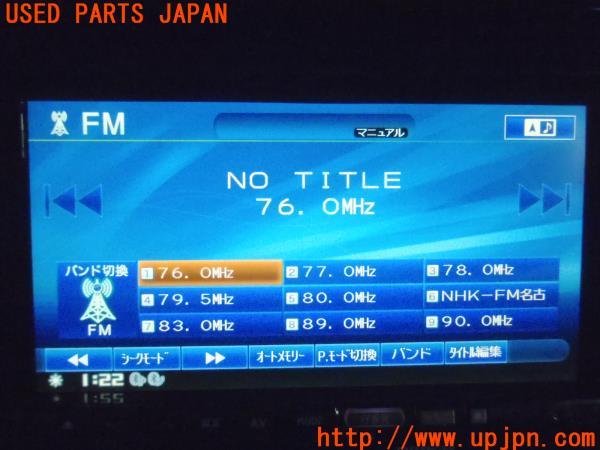 USED PARTS JAPAN
FM
マニュアル
NO TITLE
76.0MHz
バンド切換
FM
1 76.0MHz
2 77.0MHz
3 78.0MHz
4 79.5MHz
5 80.0MHz
6 NHK-FM名古
7 83.0MHz
8 89.0MHz
9 90.0MHz
シークモード
オートメモリー
P.モード切換
バンド
タイトル編集
1:22
1:55
AV
http://www.upjpn.com